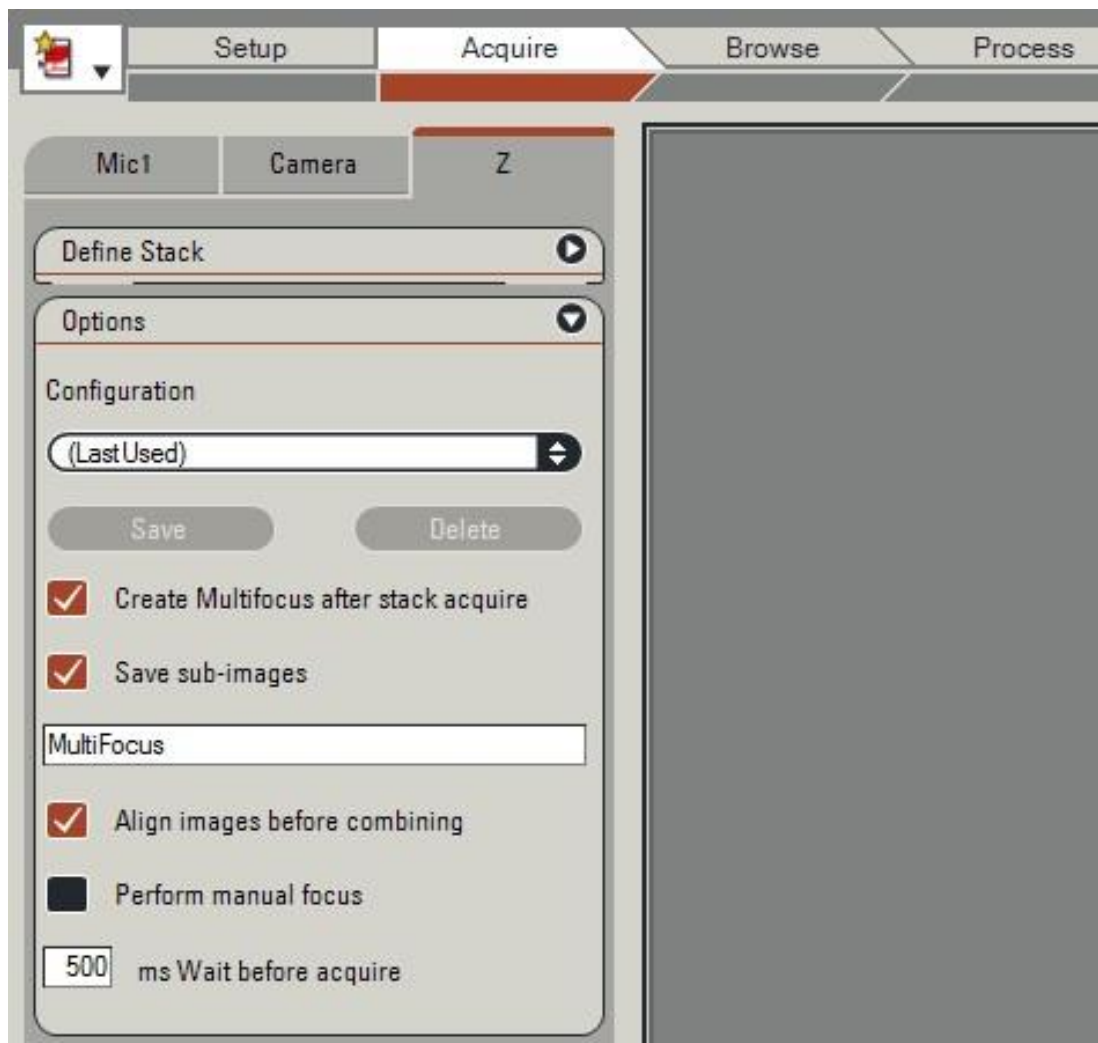 Setup Acquire Browse Process
Mic1 Camera Z
Define Stack
Options
Configuration
(LastUsed)
Save Delete
Create Multifocus after stack acquire
Save sub-images
MultiFocus
Align images before combining
Perform manual focus
500 ms Wait before acquire